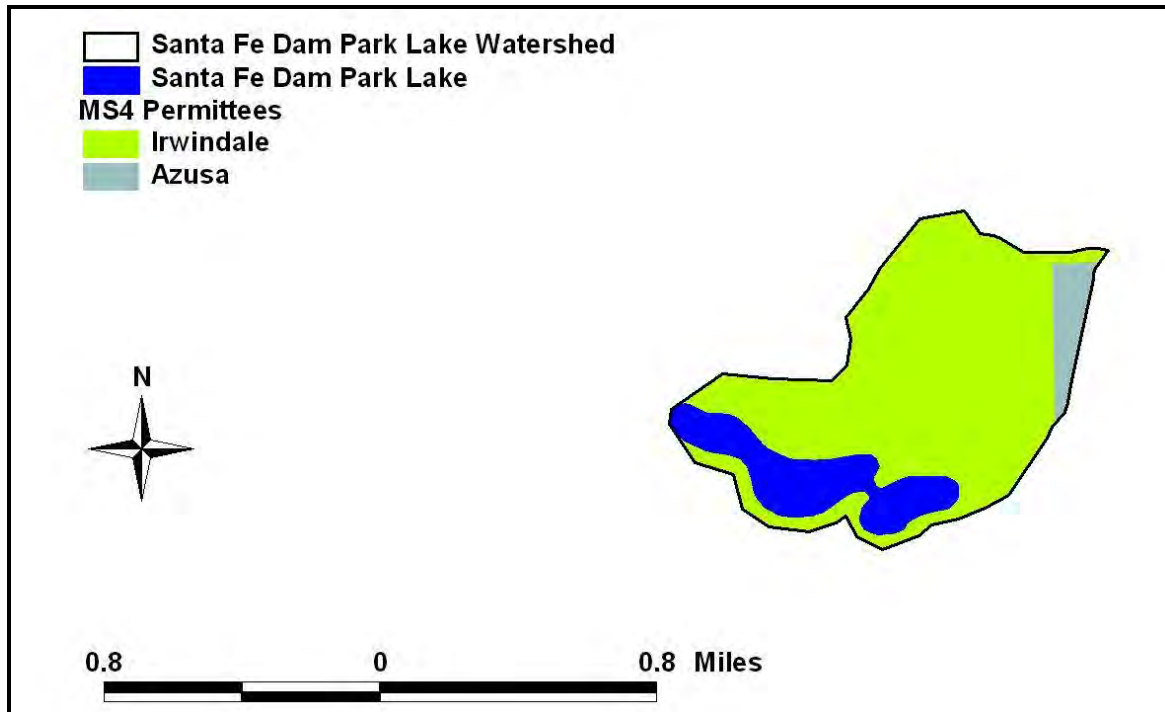 Santa Fe Dam Park Lake Watershed
Santa Fe Dam Park Lake
MS4 Permittees
Irwindale
Azusa
N
0.8 0 0.8 Miles